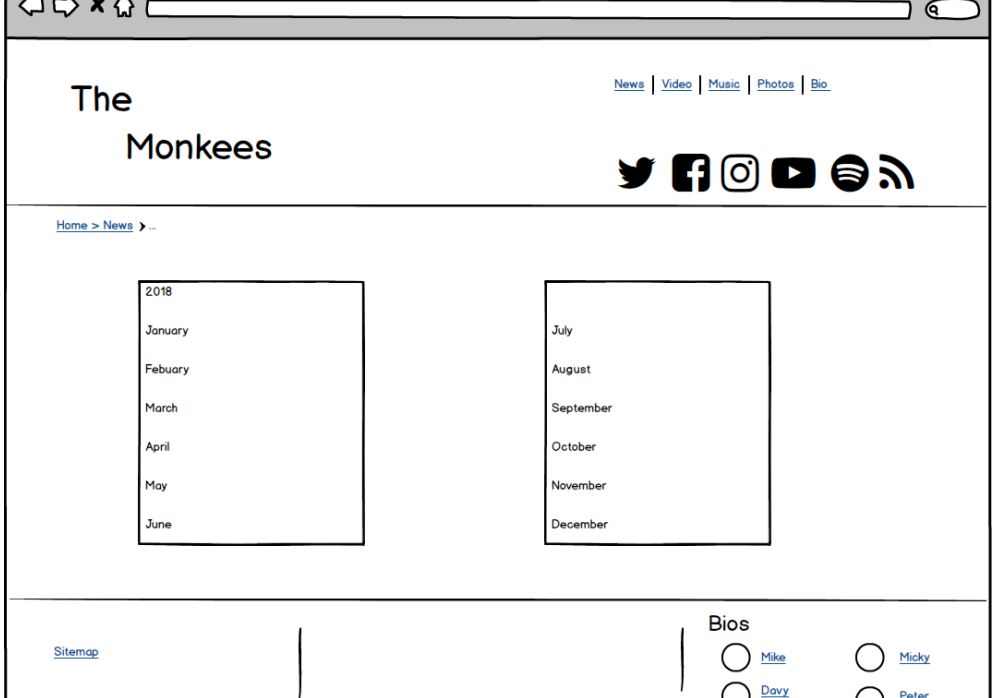 The
Monkees
News | Video | Music | Photos | Bio
Home > News > ...
2018
January
Febuary
March
April
May
June
July
August
September
October
November
December
Sitemap
Bios
Mike
Micky
Davy
Peter